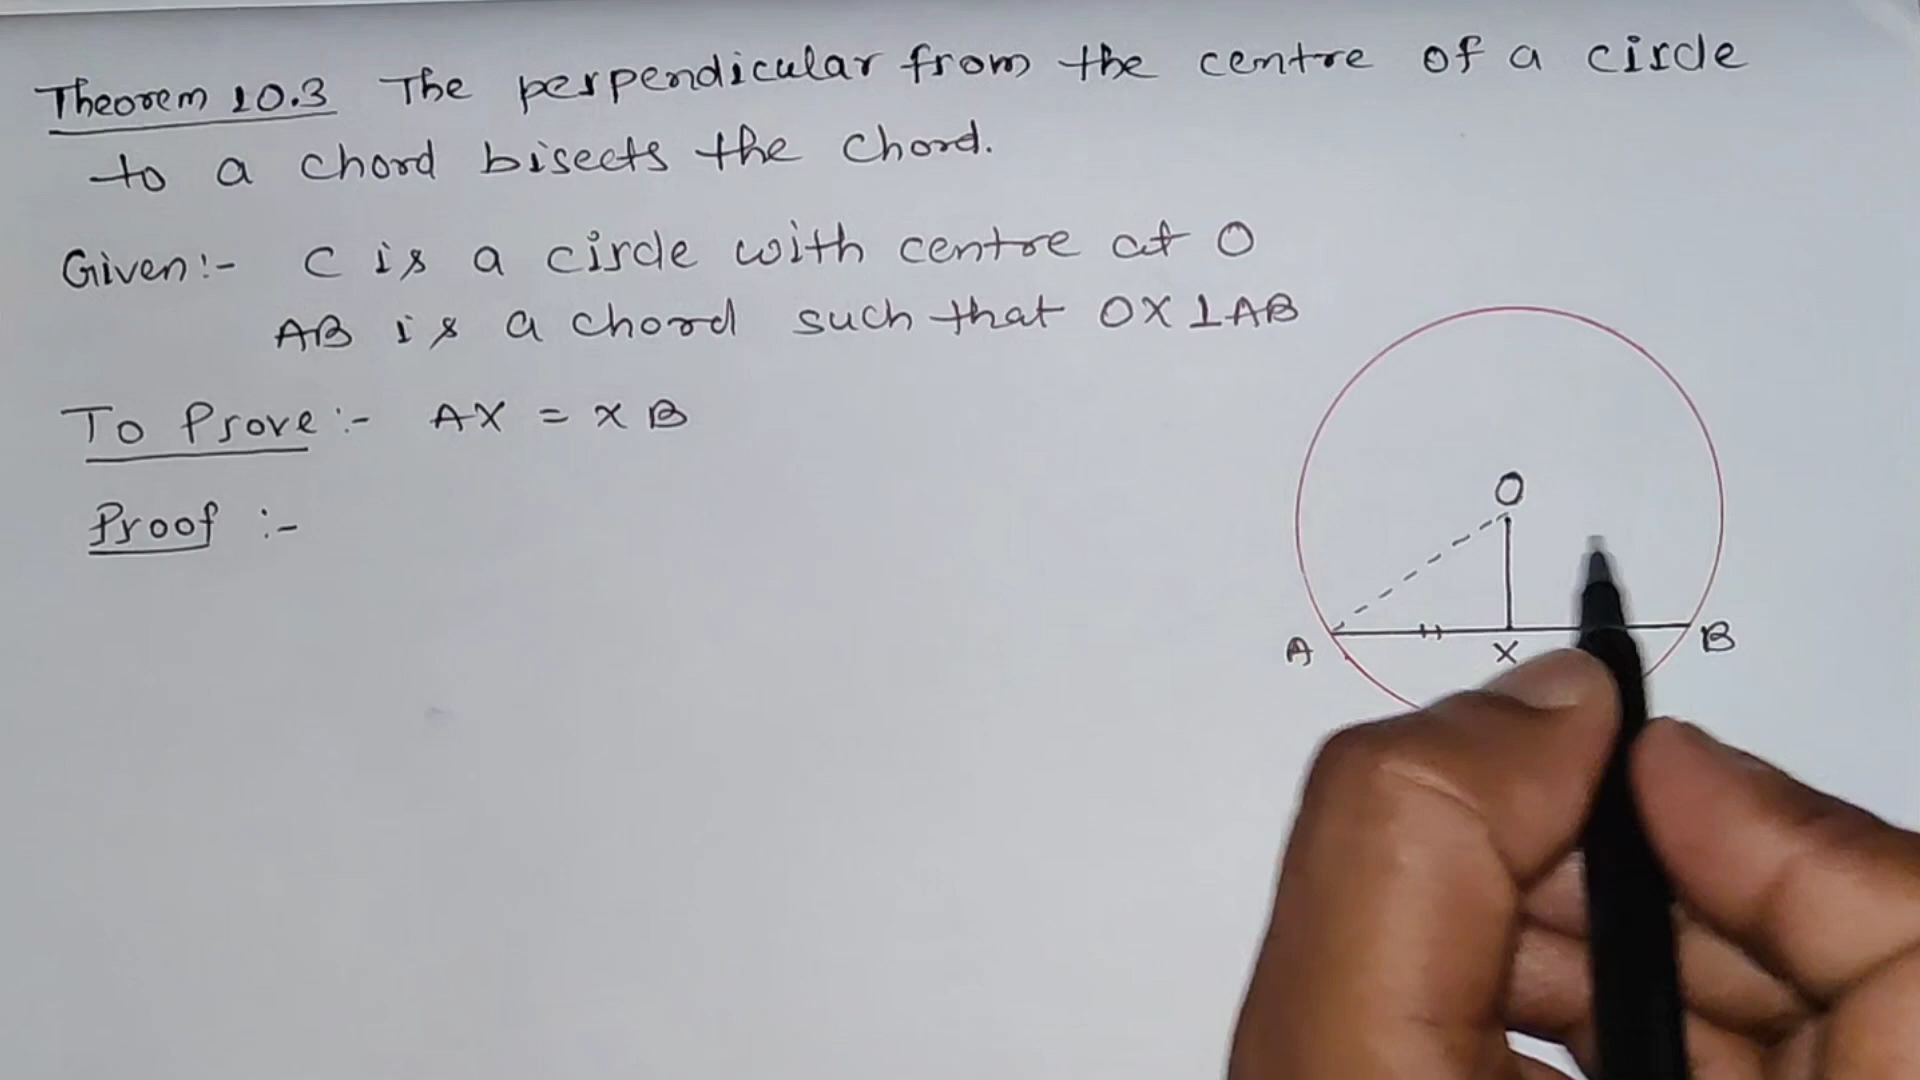 Theorem 10.3 The perpendicular from the centre of a circle
to a chord bisects the chord.
Given:- C is a circle with centre at O
AB is a chord such that OX ⊥ AB
To Prove:- AX = XB
Proof :-
O
A
X
B